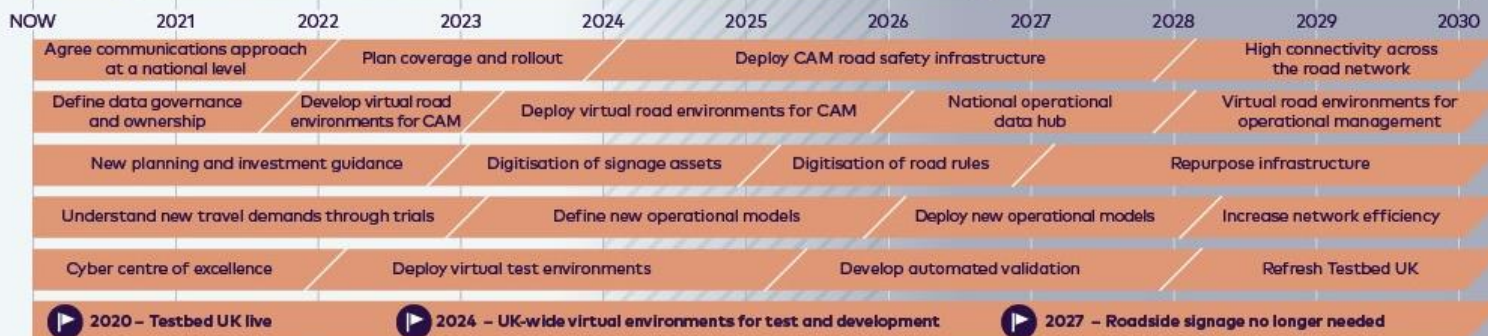 NOW 2021 2022 2023 2024 2025 2026 2027 2028 2029 2030
Agree communications approach
at a national level
Plan coverage and rollout
Deploy CAM road safety infrastructure
High connectivity across
the road network
Define data governance
and ownership
Develop virtual road
environments for CAM
Deploy virtual road environments for CAM
National operational
data hub
Virtual road environments for
operational management
New planning and investment guidance
Digitisation of signage assets
Digitisation of road rules
Repurpose infrastructure
Understand new travel demands through trials
Define new operational models
Deploy new operational models
Increase network efficiency
Cyber centre of excellence
Deploy virtual test environments
Develop automated validation
Refresh Testbed UK
2020 – Testbed UK live
2024 – UK-wide virtual environments for test and development
2027 – Roadside signage no longer needed